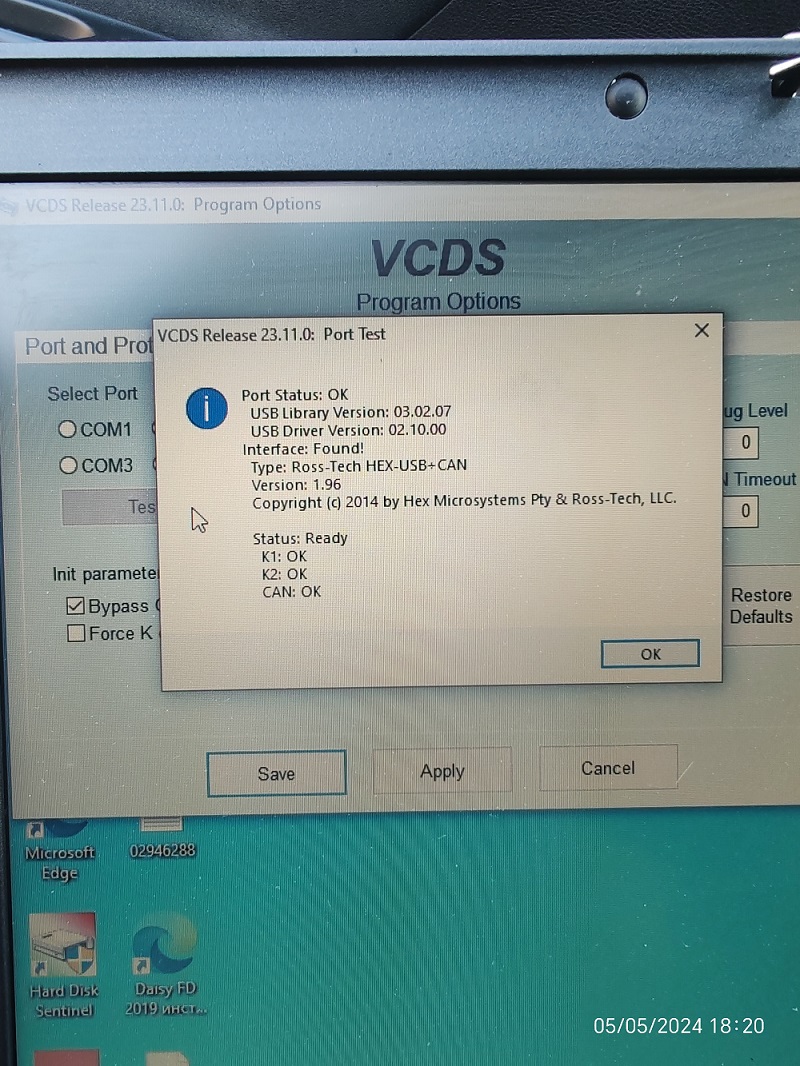 VCDS Release 23.11.0: Program Options
VCDS
Program Options
Port and Prot
VCDS Release 23.11.0: Port Test
Select Port
COM1
COM3
Tes
Init paramete
Bypass
Force K
Port Status: OK
USB Library Version: 03.02.07
USB Driver Version: 02.10.00
Interface: Found!
Type: Ross-Tech HEX-USB+CAN
Version: 1.96
Copyright (c) 2014 by Hex Microsystems Pty & Ross-Tech, LLC.
Status: Ready
K1: OK
K2: OK
CAN: OK
OK
ug Level
0
Timeout
0
Restore
Defaults
Save
Apply
Cancel
Microsoft
Edge
02946288
Hard Disk
Sentinel
Daisy FD
2019 инст...
05/05/2024 18:20